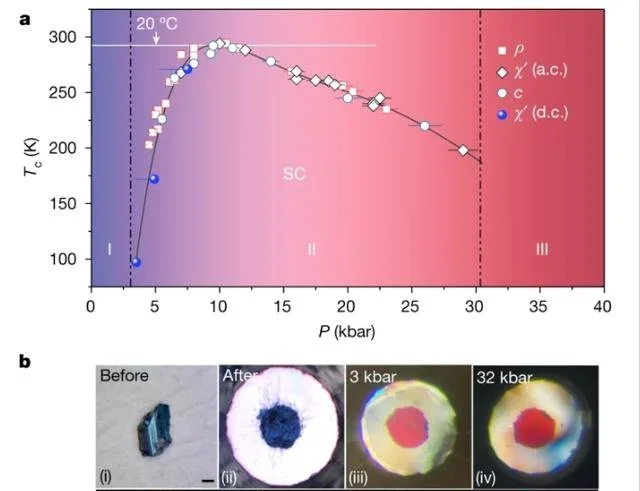 a
300
250
200
150
100
T_c (K)
20 ºC
ρ
χ′ (a.c.)
c
χ′ (d.c.)
SC
I
II
III
0
5
10
15
20
25
30
35
40
P (kbar)
b
Before
(i)
After
(ii)
3 kbar
(iii)
32 kbar
(iv)